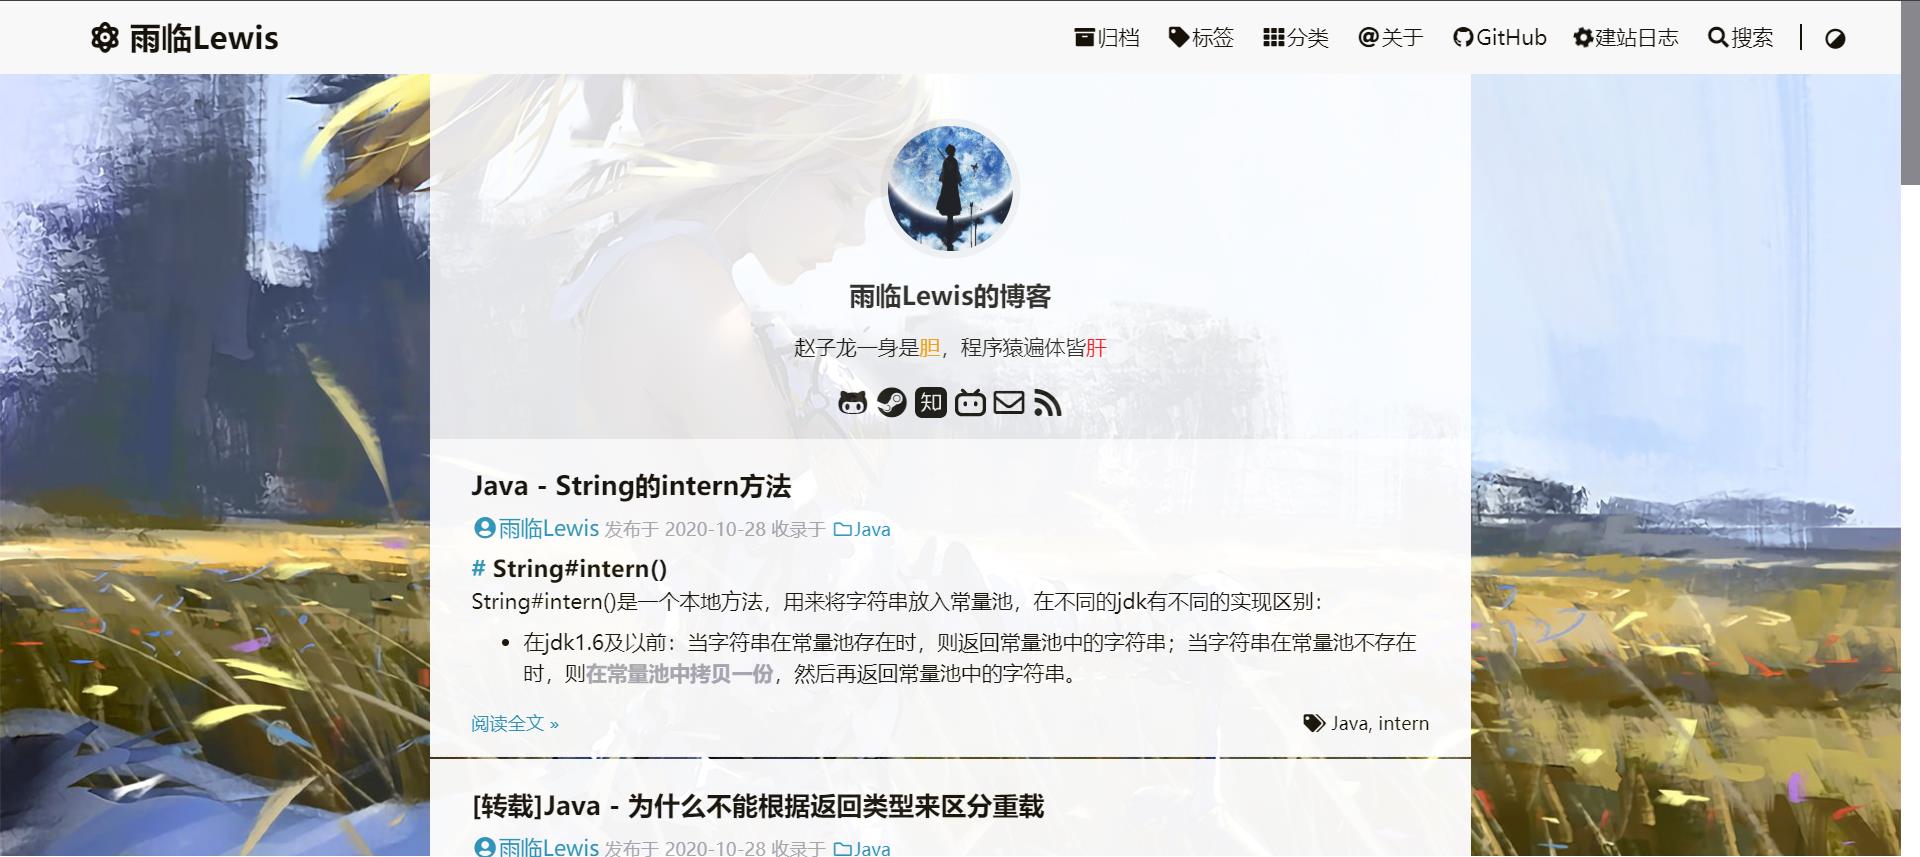 雨临Lewis
归档 标签 分类 关于 GitHub 建站日志 搜索
雨临Lewis的博客
赵子龙一身是胆，程序猿遍体皆肝
知
Java - String的intern方法
雨临Lewis 发布于 2020-10-28 收录于 Java
# String#intern()
String#intern()是一个本地方法，用来将字符串放入常量池，在不同的jdk有不同的实现区别：
• 在jdk1.6及以前：当字符串在常量池存在时，则返回常量池中的字符串；当字符串在常量池不存在
时，则在常量池中拷贝一份，然后再返回常量池中的字符串。
阅读全文 »
Java, intern
[转载]Java - 为什么不能根据返回类型来区分重载
雨临Lewis 发布于 2020-10-28 收录于 Java